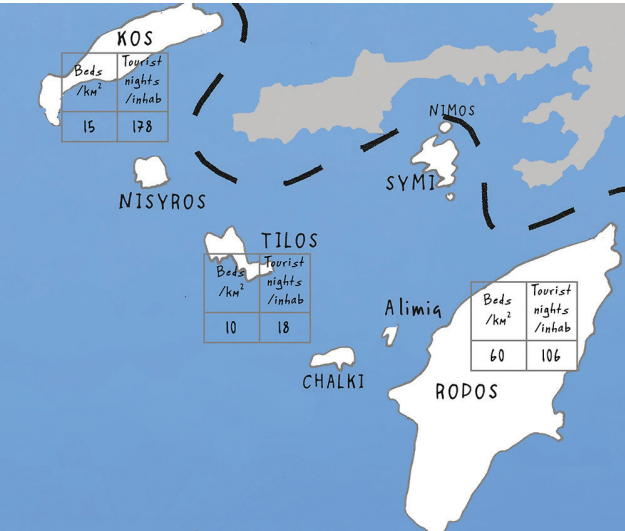 KOS
Beds
/km²
Tourist
nights
/inhab
15
178
NIMOS
NISYROS
SYMI
TILOS
Beds
/km²
Tourist
nights
/inhab
10
18
Alimia
Beds
/km²
Tourist
nights
/inhab
60
106
CHALKI
RODOS